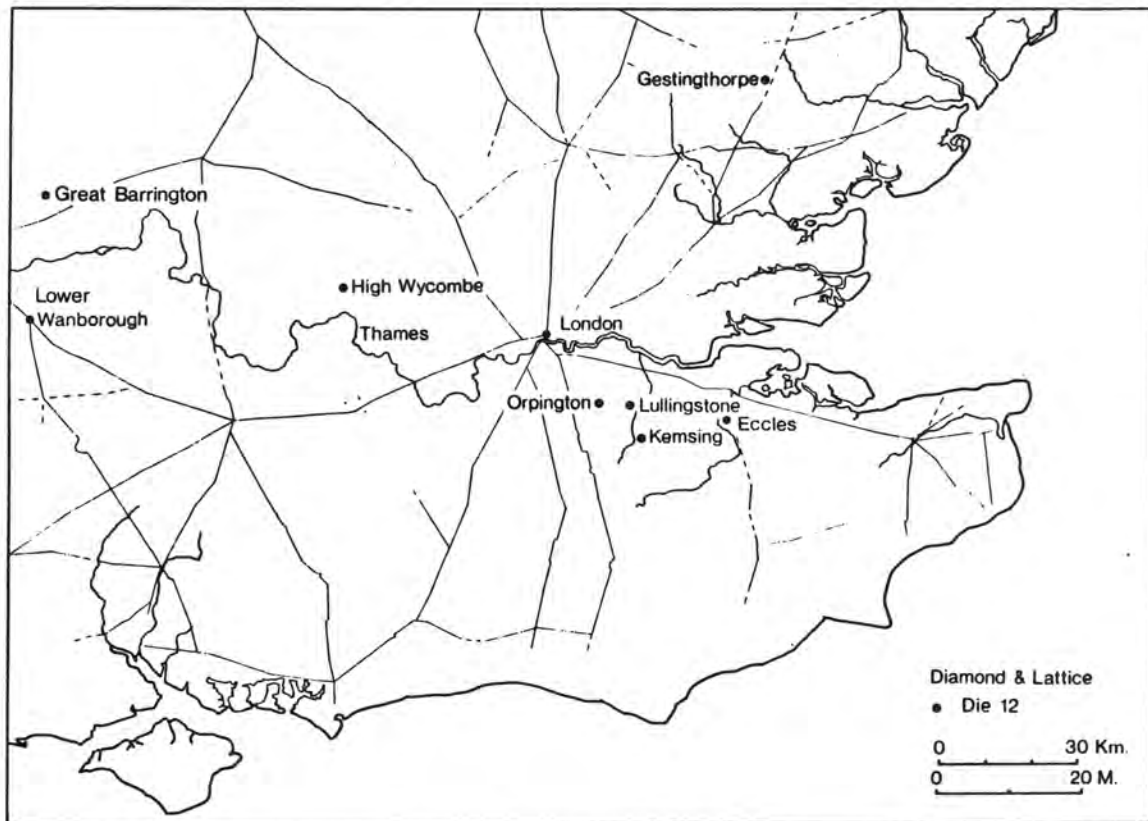 Gestingthorpe
Great Barrington
High Wycombe
Lower
Wanborough
Thames
London
Orpington
Lullingstone
Eccles
Kemsing
Diamond & Lattice
Die 12
0 30 Km.
0 20 M.